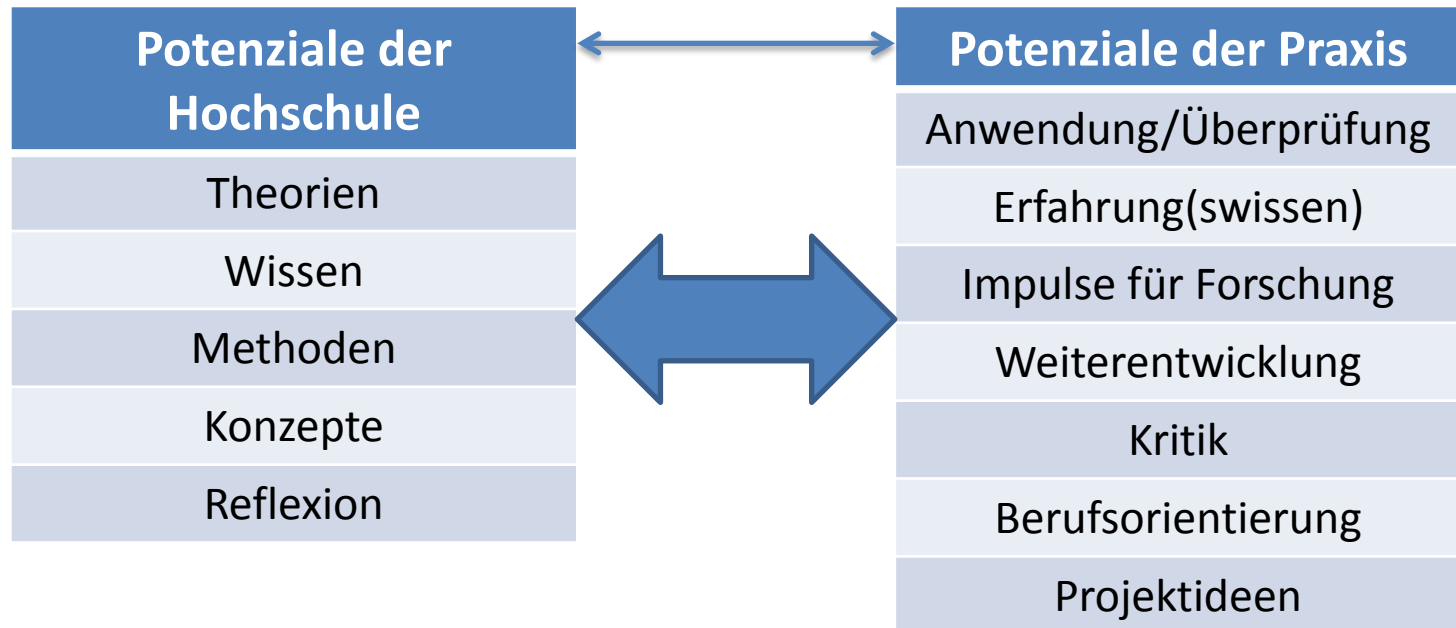 Potenziale der
Hochschule
Theorien
Wissen
Methoden
Konzepte
Reflexion
Potenziale der Praxis
Anwendung/Überprüfung
Erfahrung(swissen)
Impulse für Forschung
Weiterentwicklung
Kritik
Berufsorientierung
Projektideen